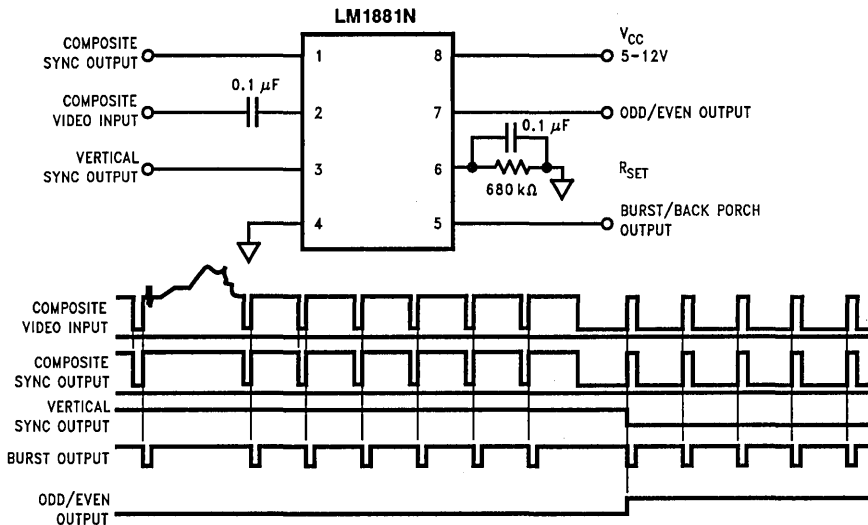 LM1881N
COMPOSITE
SYNC OUTPUT
1
8
VCC
5-12V
0.1 μF
COMPOSITE
VIDEO INPUT
2
7
ODD/EVEN OUTPUT
0.1 μF
VERTICAL
SYNC OUTPUT
3
6
680 kΩ
RSET
4
5
BURST/BACK PORCH
OUTPUT
COMPOSITE
VIDEO INPUT
COMPOSITE
SYNC OUTPUT
VERTICAL
SYNC OUTPUT
BURST OUTPUT
ODD/EVEN
OUTPUT